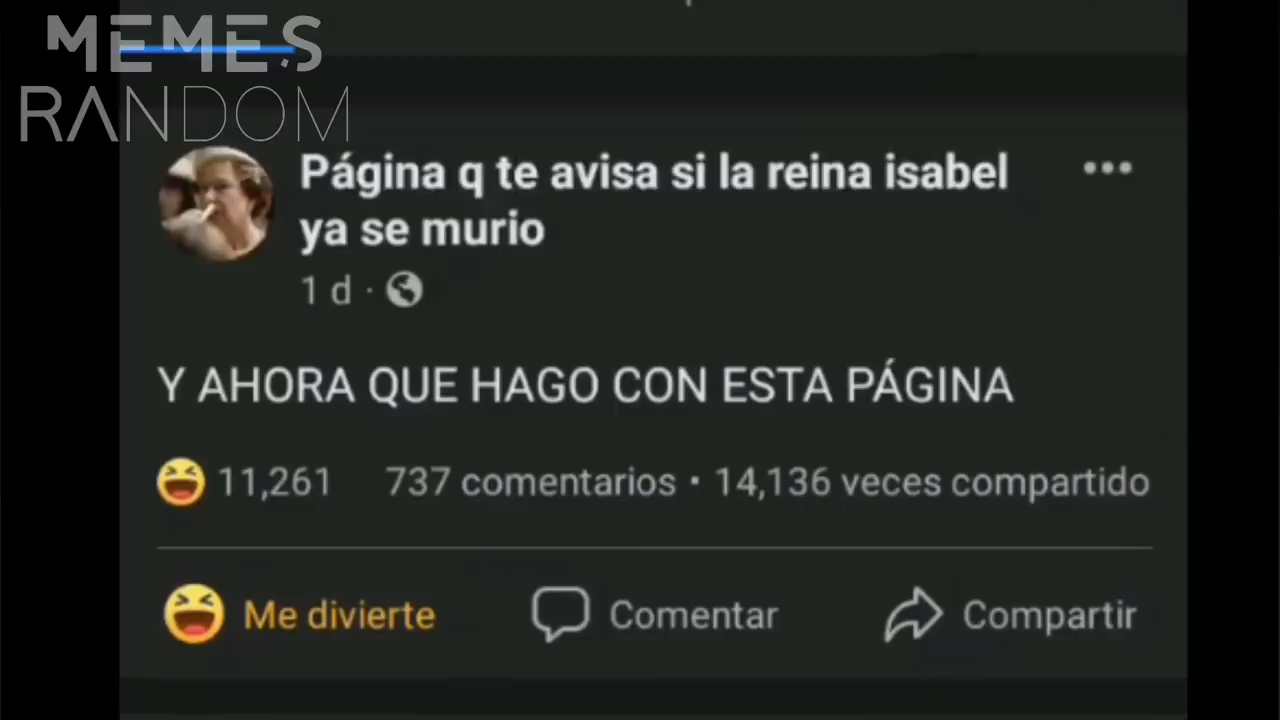 MEMES
RANDOM
Página q te avisa si la reina isabel
ya se murio
1 d ·
Y AHORA QUE HAGO CON ESTA PÁGINA
11,261 737 comentarios • 14,136 veces compartido
Me divierte Comentar Compartir